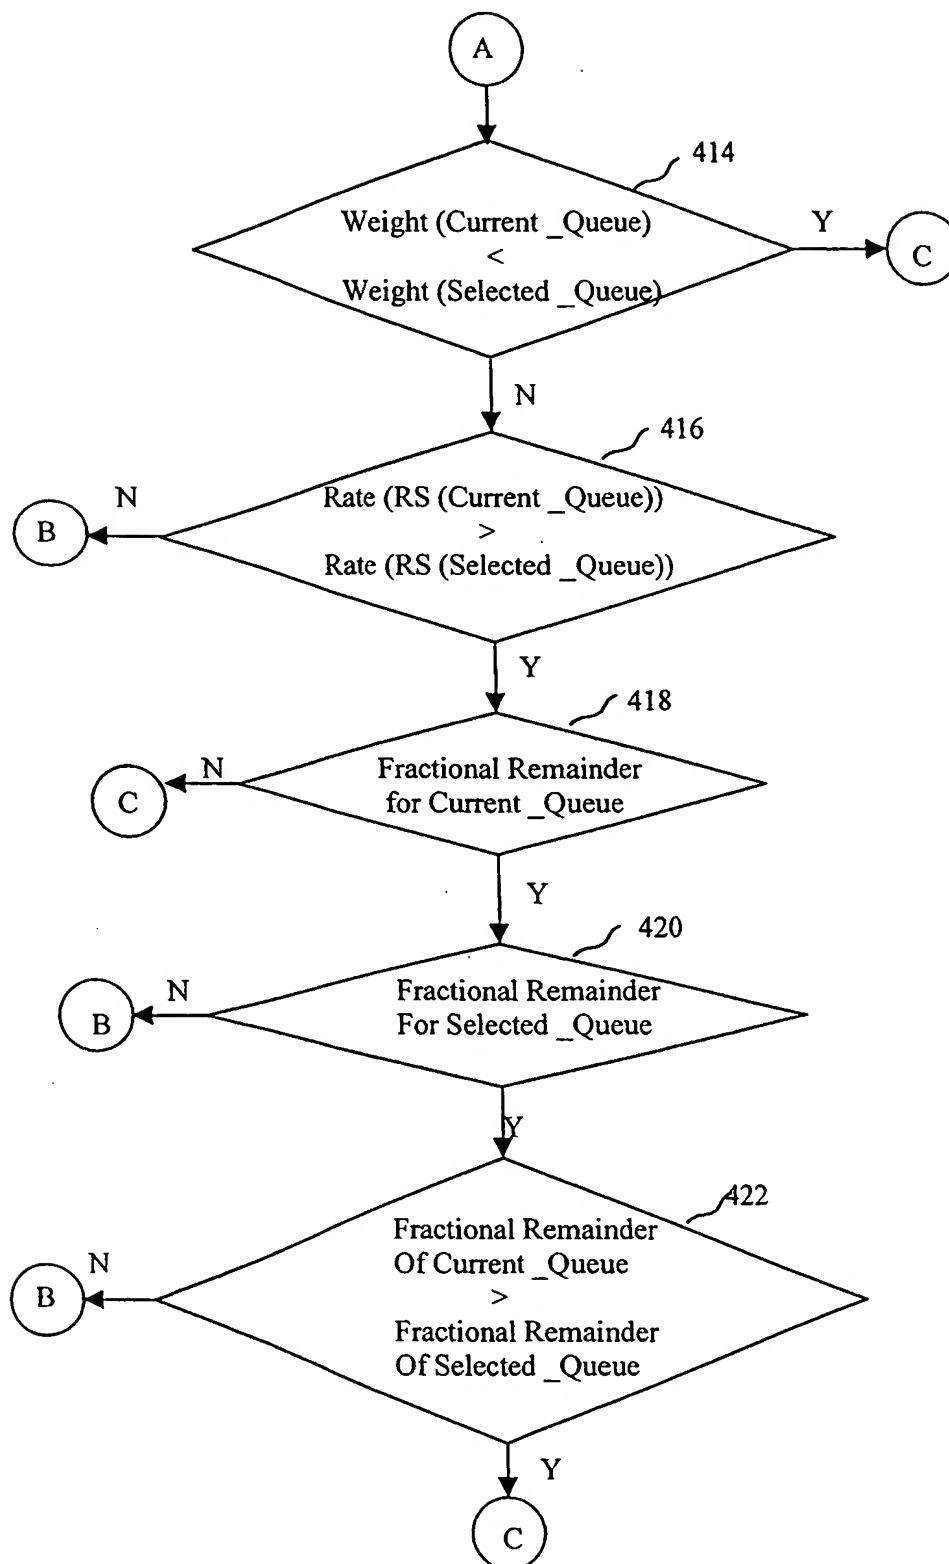 A
414
Weight (Current _Queue)
<
Weight (Selected _Queue)
Y
C
N
416
Rate (RS (Current _Queue))
>
Rate (RS (Selected _Queue))
N
B
Y
418
Fractional Remainder
for Current _Queue
N
C
Y
420
Fractional Remainder
For Selected _Queue
N
B
Y
422
Fractional Remainder
Of Current _Queue
>
Fractional Remainder
Of Selected _Queue
N
B
Y
C